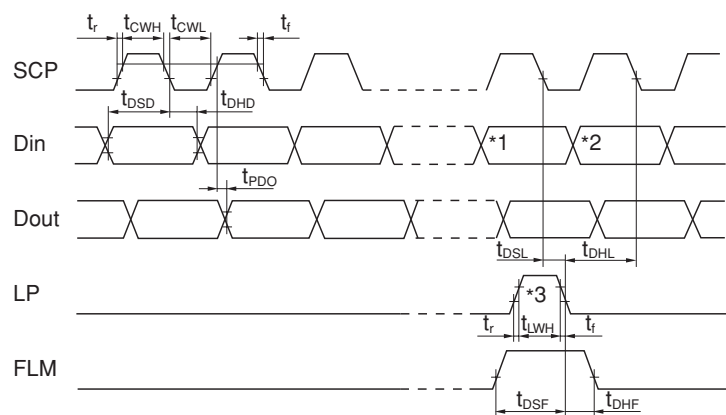 tr tCWH tCWL tf
SCP
tDSD tDHD
Din *1 *2
tPDO
Dout
tDSL tDHL
LP *3
tr tLWH tf
FLM
tDSF tDHF